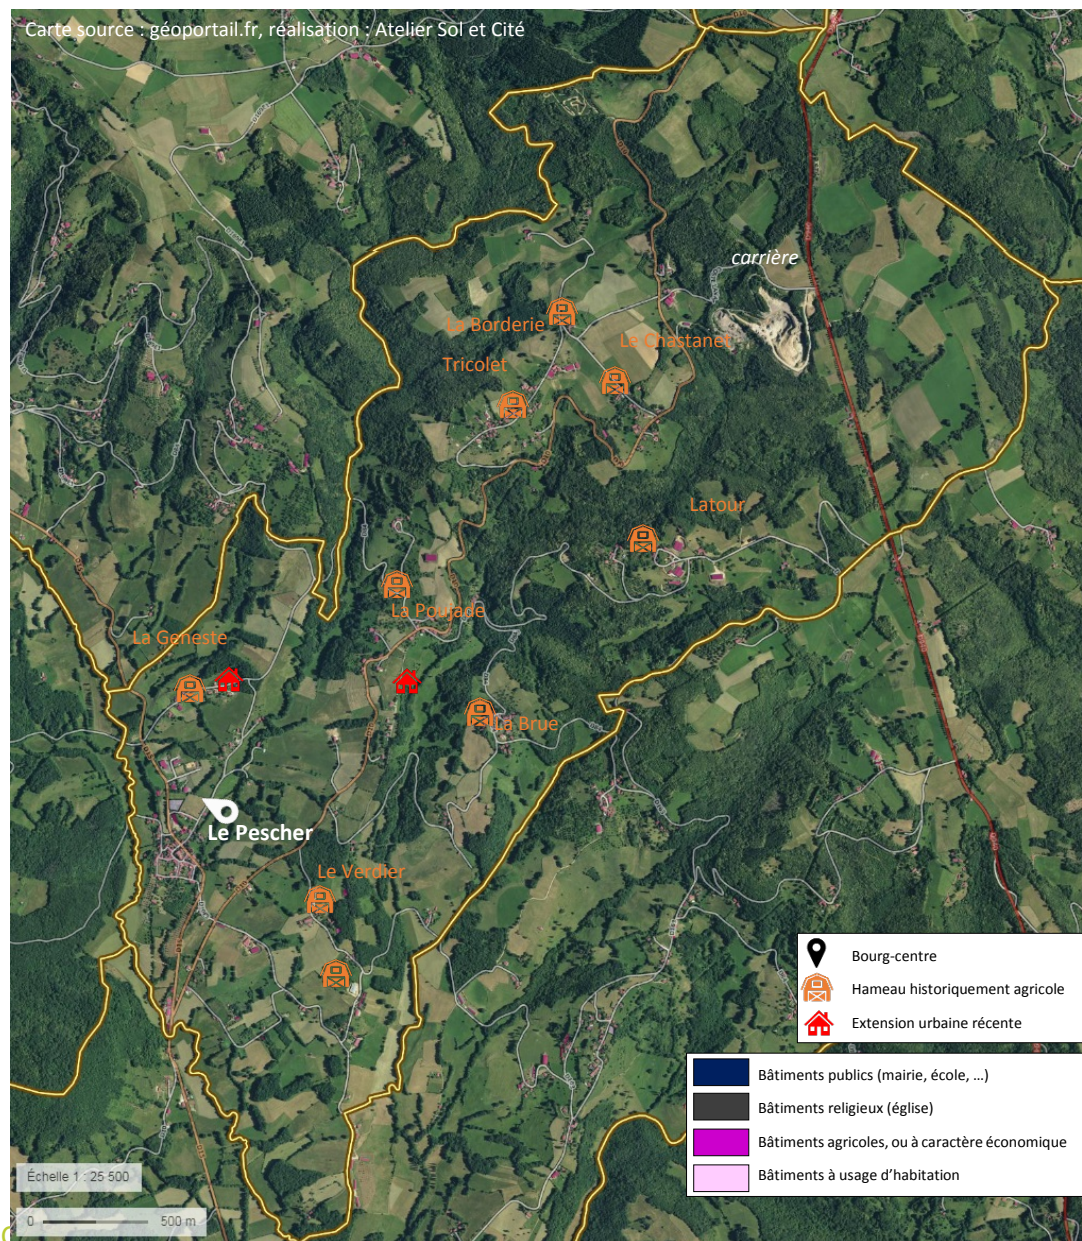 Carte source : géoportail.fr, réalisation : Atelier Sol et Cité
carrière
La Borderie
Le Chastanet
Tricolet
Latour
La Poujade
La Geneste
La Brue
Le Pescher
Le Verdier
Bourg-centre
Hameau historiquement agricole
Extension urbaine récente
Bâtiments publics (mairie, école, ...)
Bâtiments religieux (église)
Bâtiments agricoles, ou à caractère économique
Bâtiments à usage d'habitation
Échelle 1 : 25 500
0 500 m